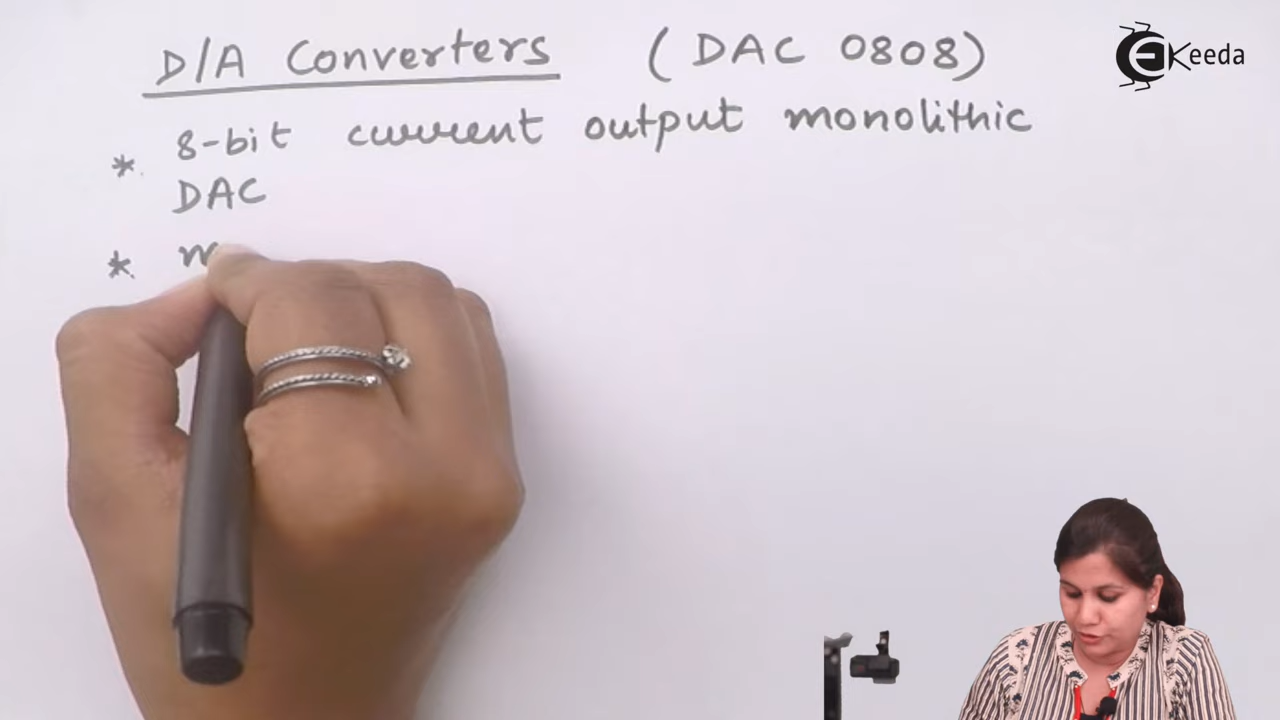 D/A Converters (DAC 0808)
EKeeda
* 8-bit current output monolithic
DAC
*